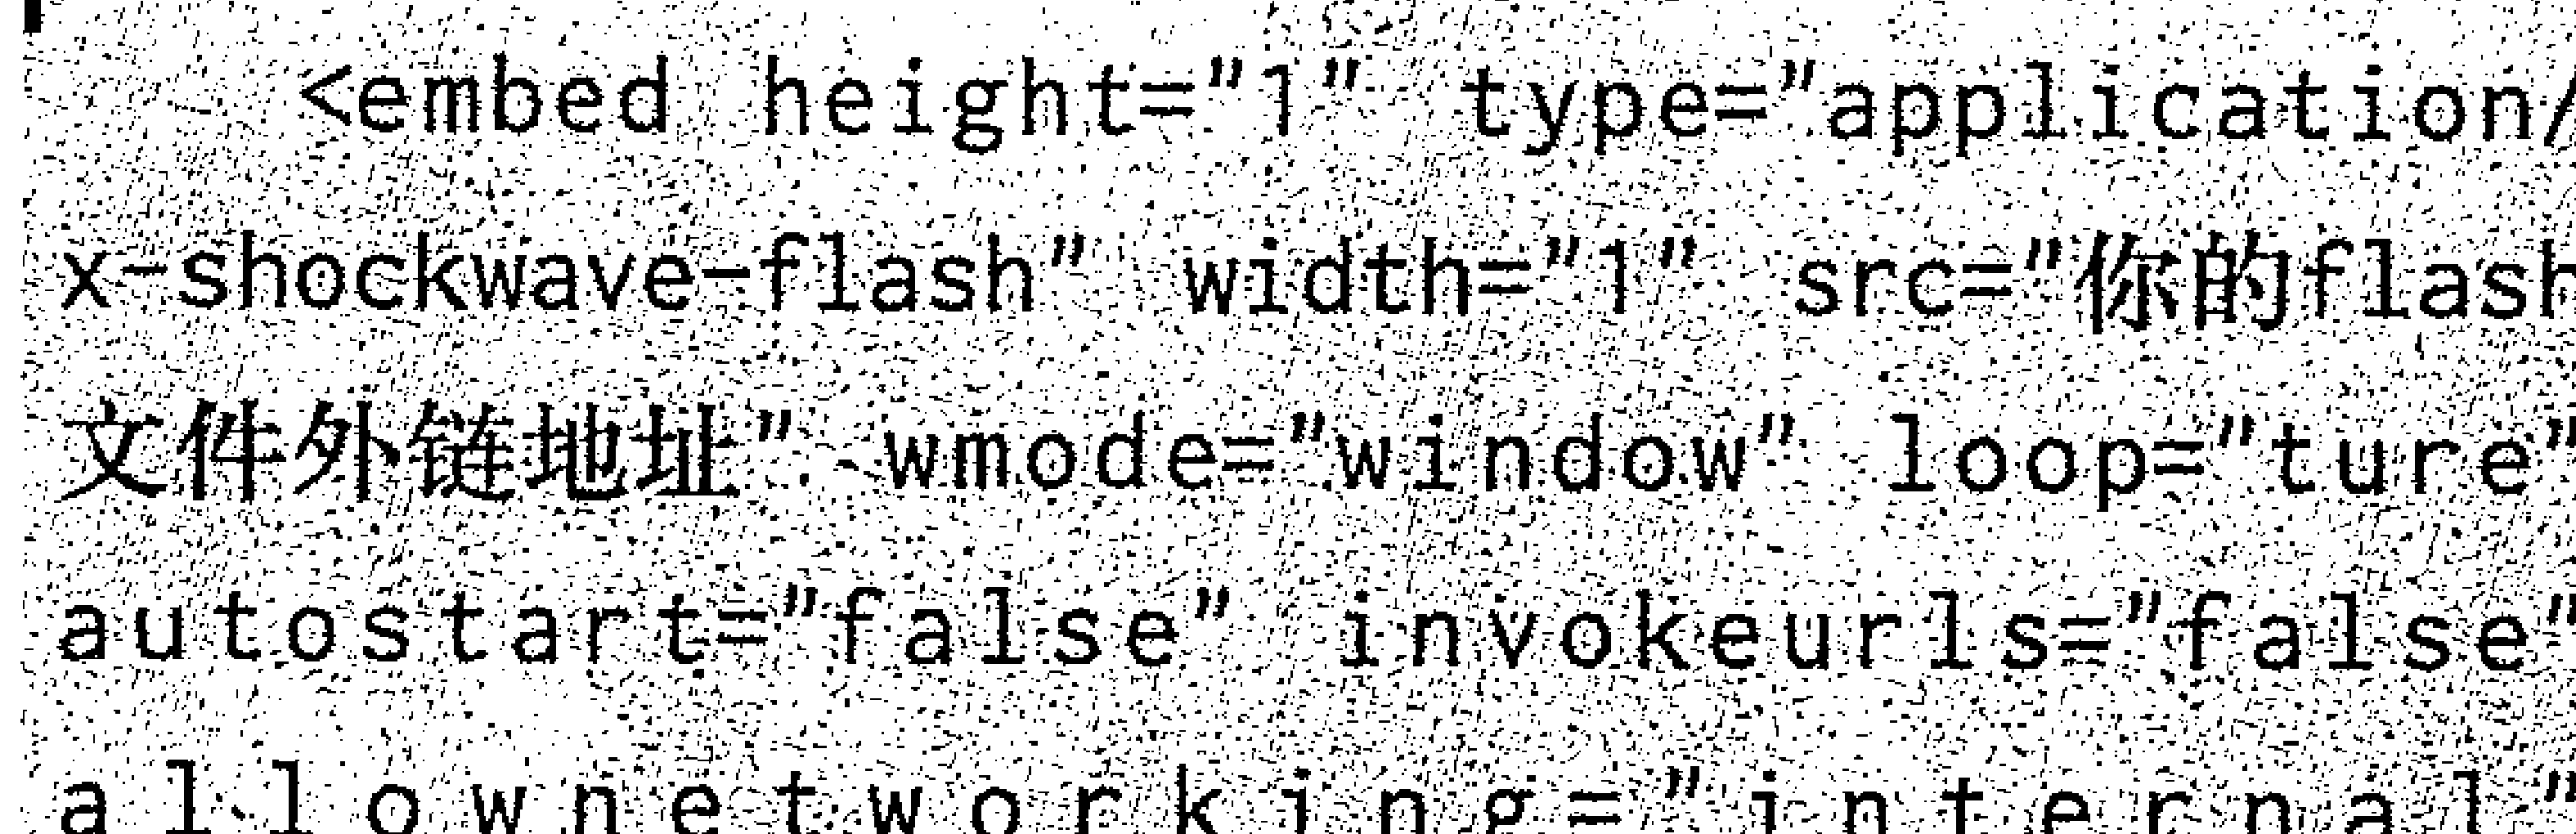 <embed height="1" type="application/
x-shockwave-flash" width="1" src="你的flash
文件外链地址" wmode="window" loop="ture"
autostart="false" invokeurls="false"
allownetworking="internal"